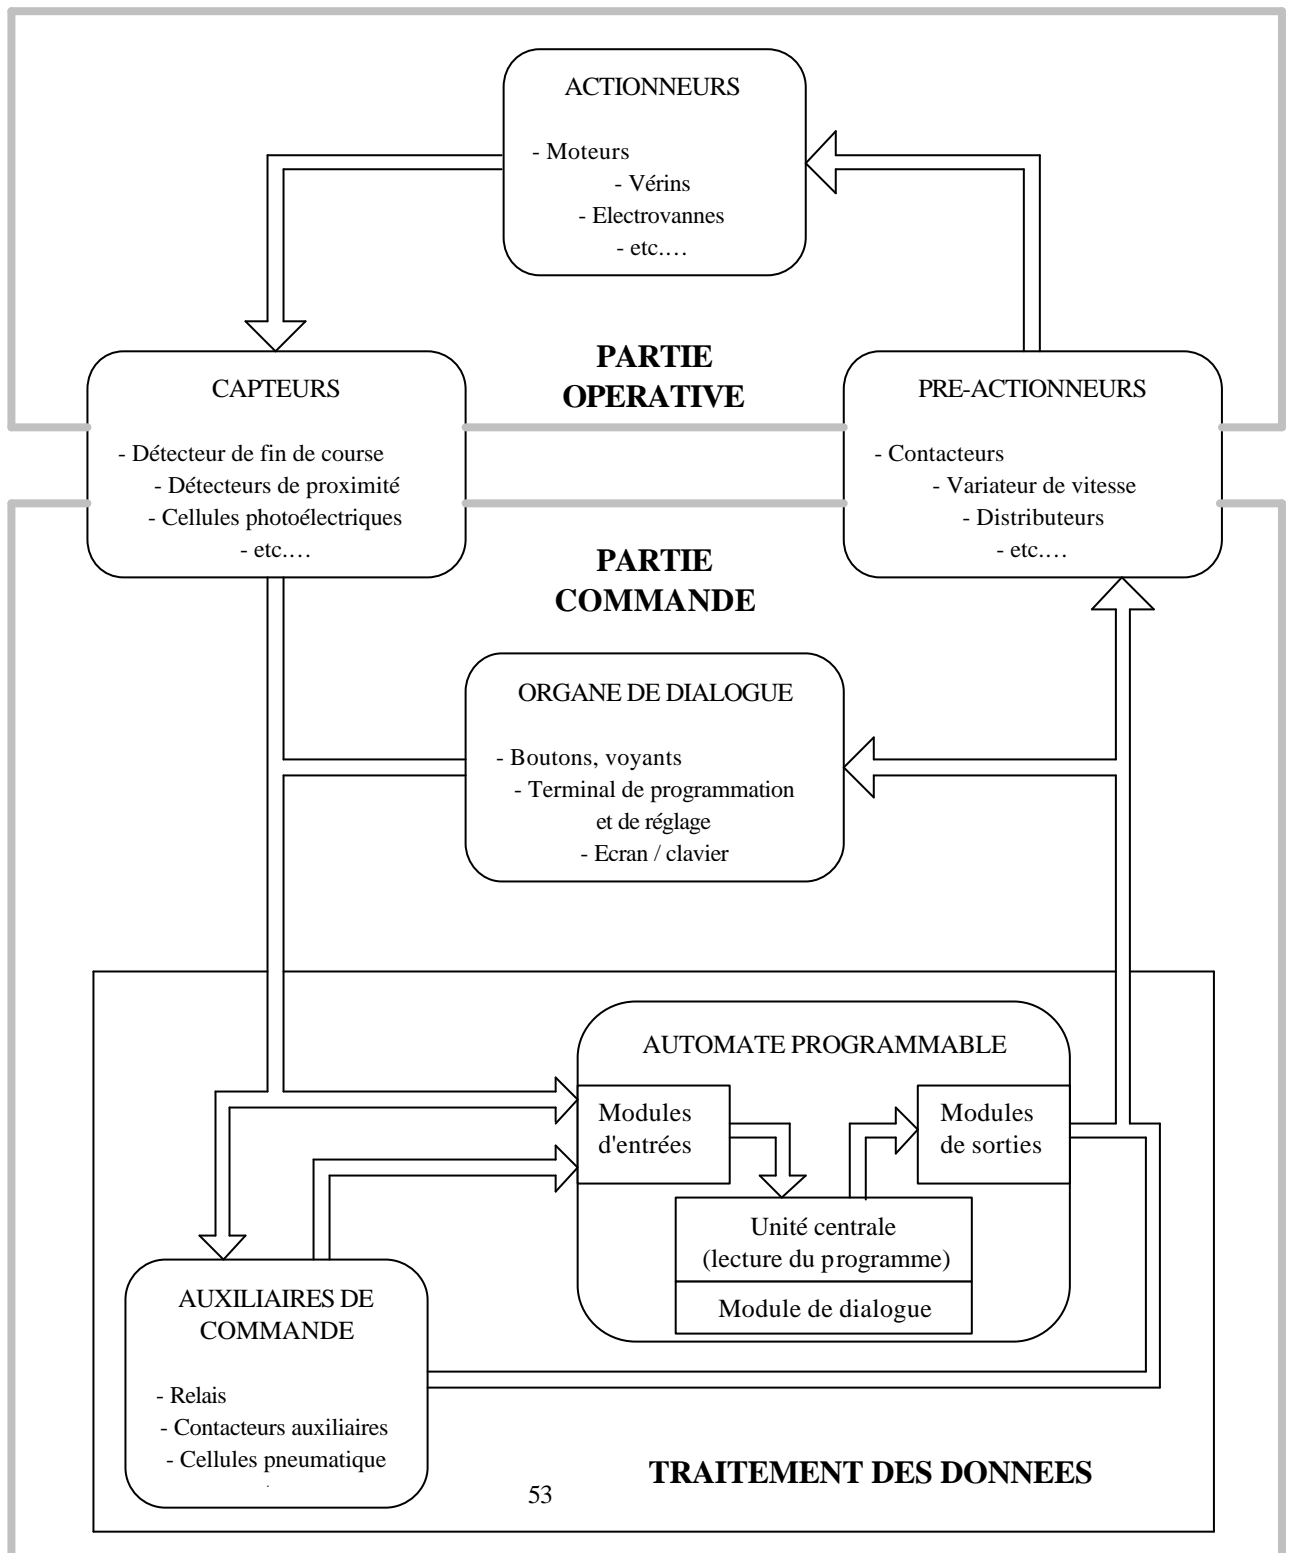 ACTIONNEURS
- Moteurs
- Vérins
- Electrovannes
- etc.…
PARTIE
OPERATIVE
CAPTEURS
- Détecteur de fin de course
- Détecteurs de proximité
- Cellules photoélectriques
- etc.…
PRE-ACTIONNEURS
- Contacteurs
- Variateur de vitesse
- Distributeurs
- etc.…
PARTIE
COMMANDE
ORGANE DE DIALOGUE
- Boutons, voyants
- Terminal de programmation
et de réglage
- Ecran / clavier
AUTOMATE PROGRAMMABLE
Modules
d'entrées
Modules
de sorties
Unité centrale
(lecture du programme)
Module de dialogue
AUXILIAIRES DE
COMMANDE
- Relais
- Contacteurs auxiliaires
- Cellules pneumatique
TRAITEMENT DES DONNEES
53